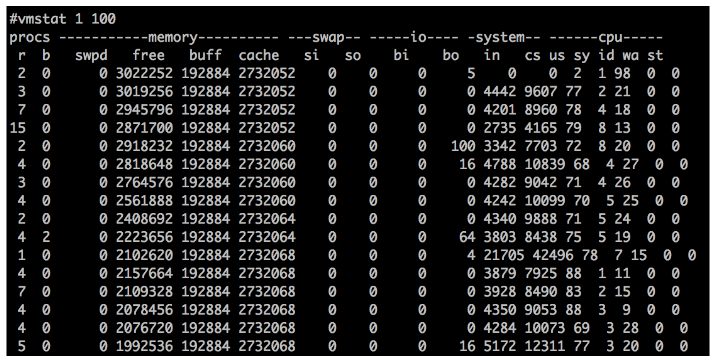 #vmstat 1 100
procs -----------memory---------- ---swap-- -----io---- -system-- ------cpu-----
r b swpd free buff cache si so bi bo in cs us sy id wa st
2 0 0 3022252 192884 2732052 0 0 0 5 0 0 2 1 98 0 0
3 0 0 3019256 192884 2732052 0 0 0 0 4442 9607 77 2 21 0 0
7 0 0 2945796 192884 2732052 0 0 0 0 4201 8960 78 4 18 0 0
15 0 0 2871700 192884 2732052 0 0 0 0 2735 4165 79 8 13 0 0
2 0 0 2918232 192884 2732060 0 0 0 100 3342 7703 72 8 20 0 0
4 0 0 2818648 192884 2732060 0 0 0 16 4788 10839 68 4 27 0 0
3 0 0 2764576 192884 2732060 0 0 0 0 4282 9042 71 4 26 0 0
4 0 0 2561888 192884 2732060 0 0 0 0 4242 10099 70 5 25 0 0
2 0 0 2408692 192884 2732064 0 0 0 0 4340 9888 71 5 24 0 0
4 2 0 2223656 192884 2732064 0 0 0 64 3803 8438 75 5 19 0 0
1 0 0 2102620 192884 2732068 0 0 0 4 21705 42496 78 7 15 0 0
4 0 0 2157664 192884 2732068 0 0 0 0 3879 7925 88 1 11 0 0
7 0 0 2109328 192884 2732068 0 0 0 0 3928 8490 83 2 15 0 0
4 0 0 2078456 192884 2732068 0 0 0 0 4350 9053 88 3 9 0 0
4 0 0 2076720 192884 2732068 0 0 0 0 4284 10073 69 3 28 0 0
5 0 0 1992536 192884 2732068 0 0 0 16 5172 12311 77 3 20 0 0